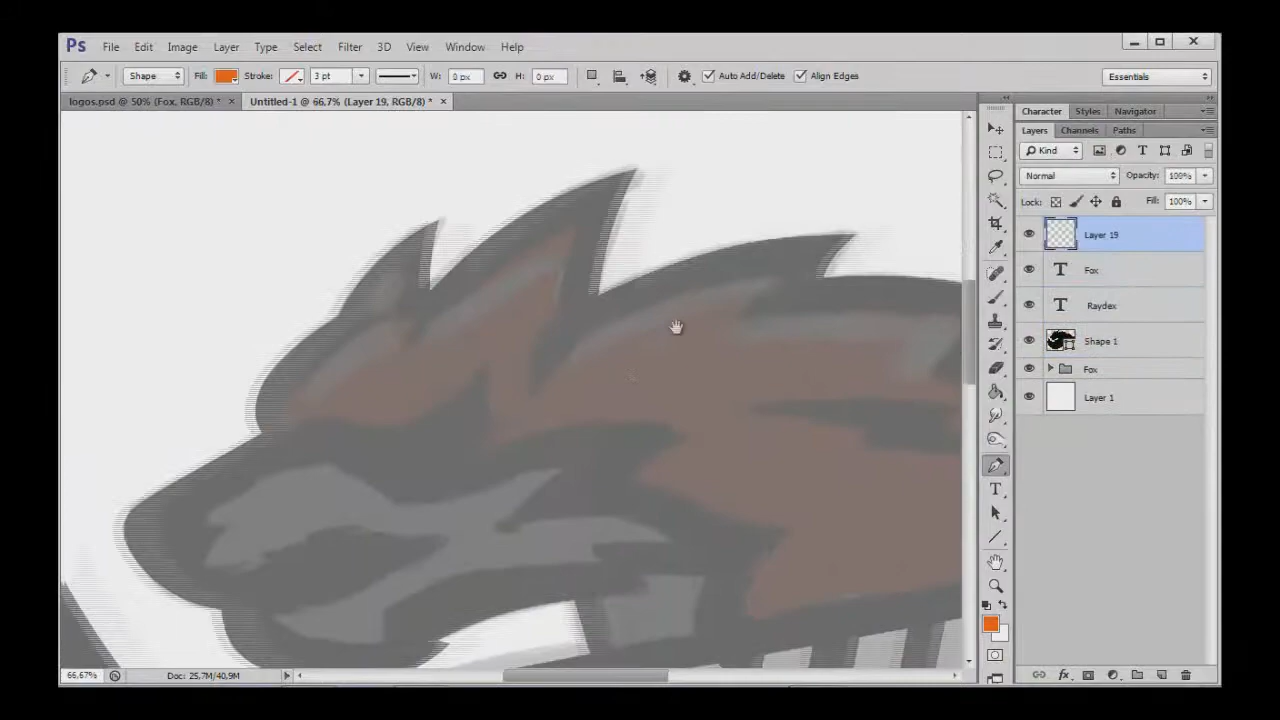 Ps File Edit Image Layer Type Select Filter 3D View Window Help
Shape Fill: Stroke: 3 pt W: 0 px H: 0 px Auto Add/Delete Align Edges Essentials
logos.psd @ 50% (Fox, RGB/8) * × Untitled-1 @ 66,7% (Layer 19, RGB/8) * ×
Character Styles Navigator
Layers Channels Paths
Kind
Normal Opacity: 100%
Lock: Fill: 100%
Layer 19
T Fox
T Raydex
Shape 1
Fox
Layer 1
T
66,67% Doc: 25,7M/40,9M
fx